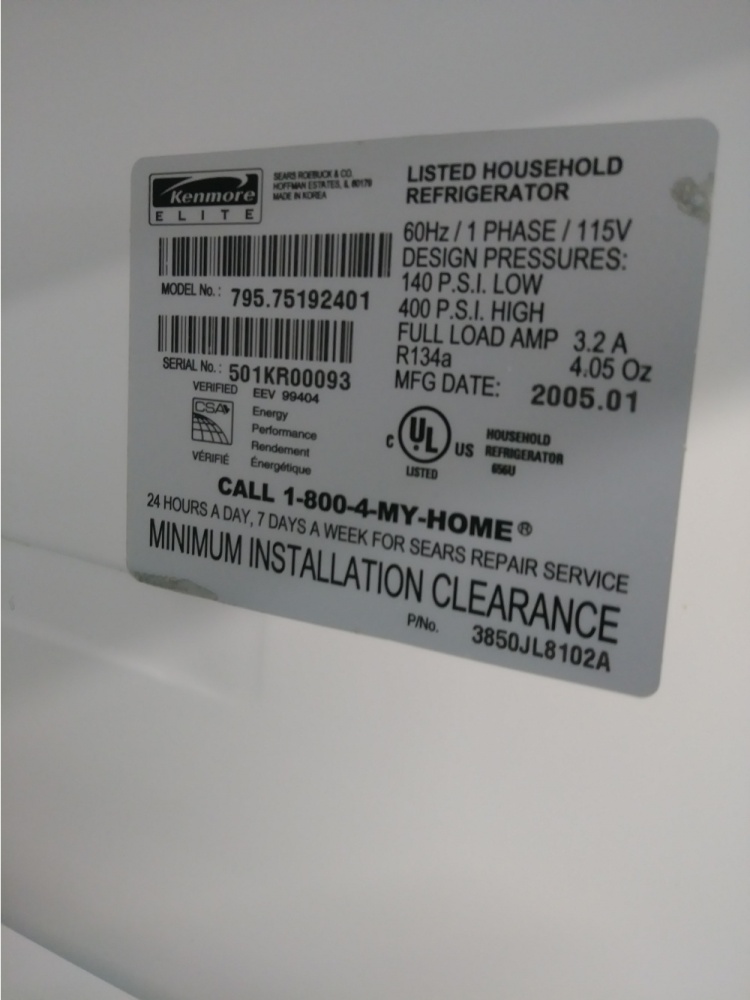 Kenmore
ELITE
SEARS ROEBUCK & CO.
HOFFMAN ESTATES, IL 60179
MADE IN KOREA
MODEL No.: 795.75192401
SERIAL No.: 501KR00093
VERIFIED
CSA
VÉRIFIÉ
EEV 99404
Energy
Performance
Rendement
Énergétique
LISTED HOUSEHOLD
REFRIGERATOR
60Hz / 1 PHASE / 115V
DESIGN PRESSURES:
140 P.S.I. LOW
400 P.S.I. HIGH
FULL LOAD AMP 3.2 A
R134a 4.05 Oz
MFG DATE: 2005.01
C UL US
LISTED
HOUSEHOLD
REFRIGERATOR
656U
CALL 1-800-4-MY-HOME®
24 HOURS A DAY, 7 DAYS A WEEK FOR SEARS REPAIR SERVICE
MINIMUM INSTALLATION CLEARANCE
P/No. 3850JL8102A